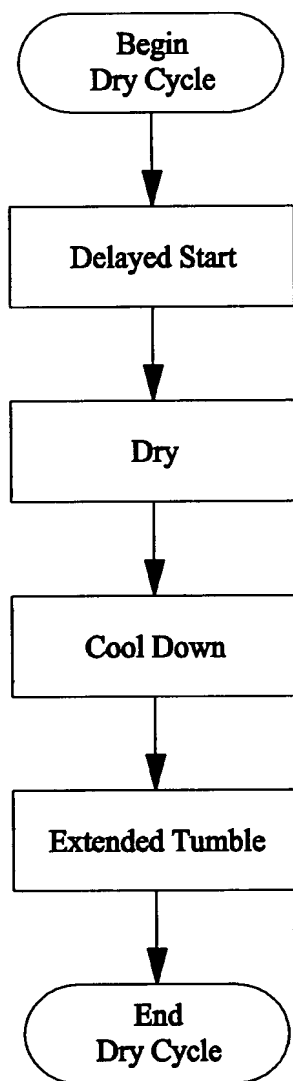 Begin
Dry Cycle
Delayed Start
Dry
Cool Down
Extended Tumble
End
Dry Cycle